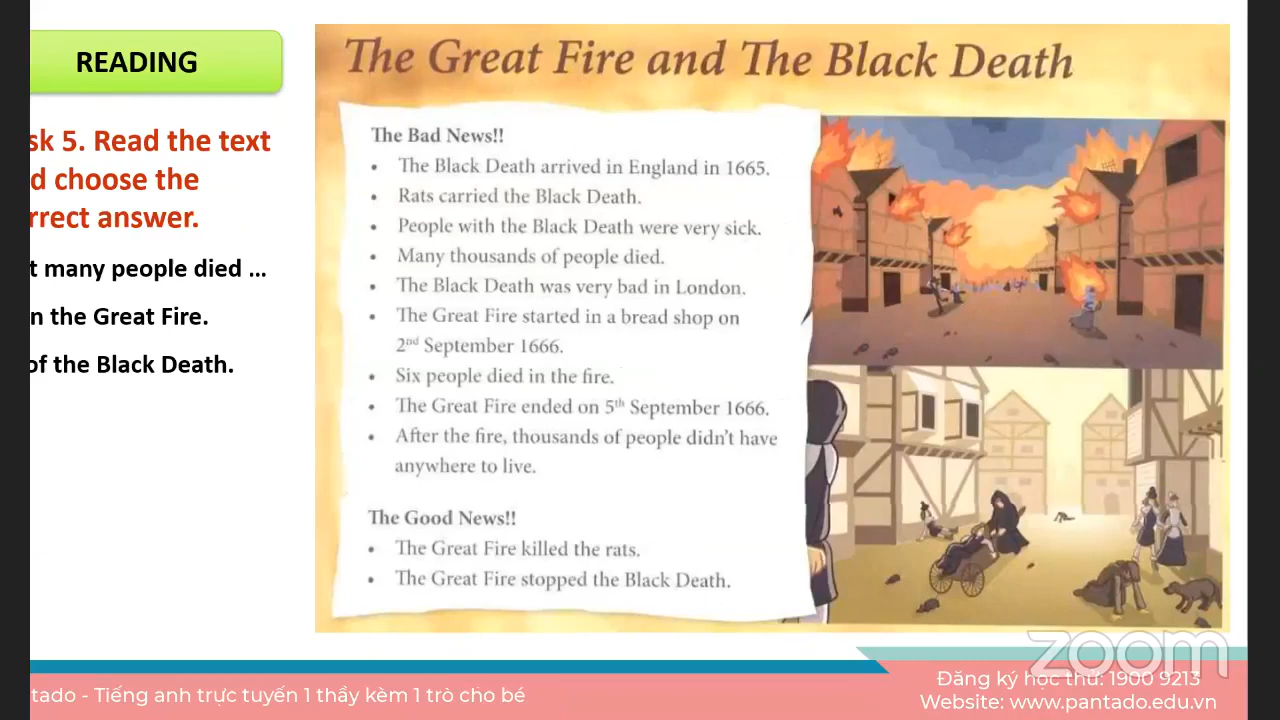 READING
sk 5. Read the text
d choose the
rrect answer.
t many people died ...
n the Great Fire.
of the Black Death.
The Great Fire and The Black Death
The Bad News!!
• The Black Death arrived in England in 1665.
• Rats carried the Black Death.
• People with the Black Death were very sick.
• Many thousands of people died.
• The Black Death was very bad in London.
• The Great Fire started in a bread shop on
2nd September 1666.
• Six people died in the fire.
• The Great Fire ended on 5th September 1666.
• After the fire, thousands of people didn't have
anywhere to live.
The Good News!!
• The Great Fire killed the rats.
• The Great Fire stopped the Black Death.
zoom
tado - Tiếng anh trực tuyến 1 thầy kèm 1 trò cho bé
Đăng ký học thử: 1900 9213
Website: www.pantado.edu.vn